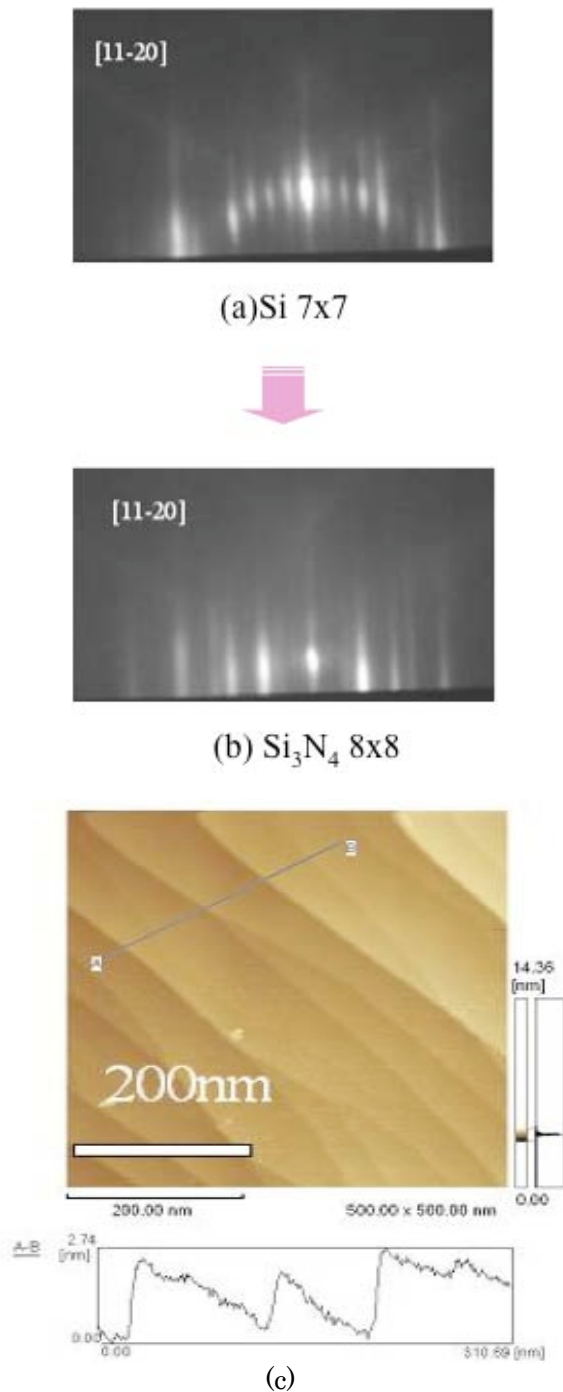 [11-20]
(a)Si 7x7
[11-20]
(b) Si₃N₄ 8x8
14.36
[nm]
200nm
0.00
200.00 nm
500.00 x 500.00 nm
A-B
2.74
[nm]
0.00
0.00
310.69 [nm]
(c)